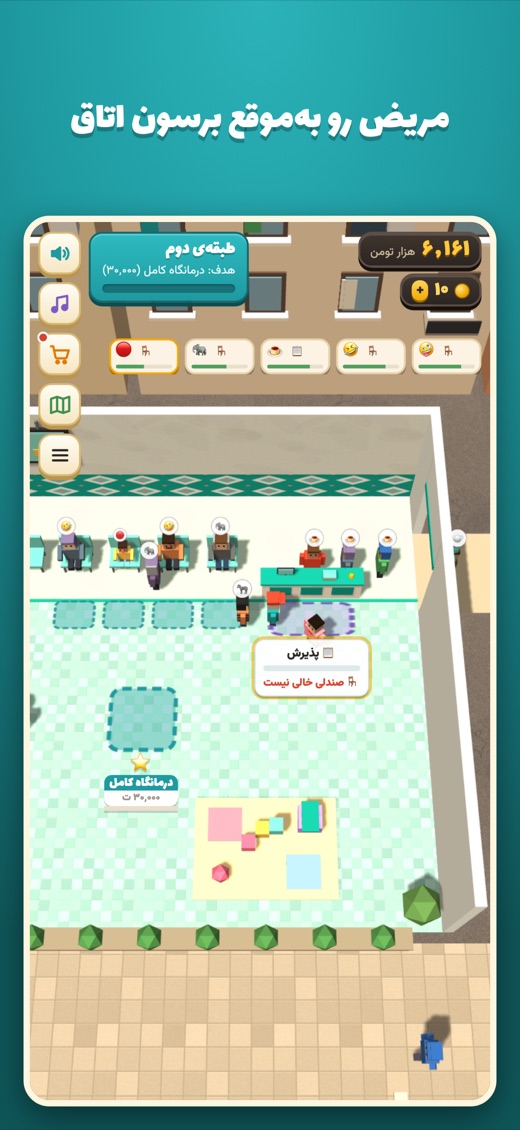 مریض رو به‌موقع برسون اتاق
۶,۱۶۱ هزار تومن
طبقه‌ی دوم
هدف: درمانگاه کامل (۳۰,۰۰۰)
۱۰ +
پذیرش
صندلی خالی نیست
درمانگاه کامل
۳۰,۰۰۰ ت